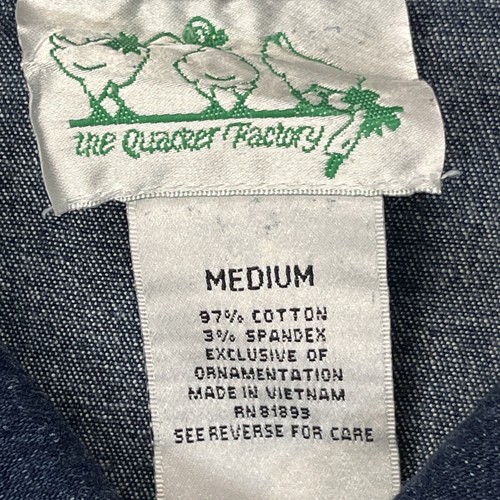 the Quacker Factory
MEDIUM
97% COTTON
3% SPANDEX
EXCLUSIVE OF
ORNAMENTATION
MADE IN VIETNAM
RN 81893
SEE REVERSE FOR CARE